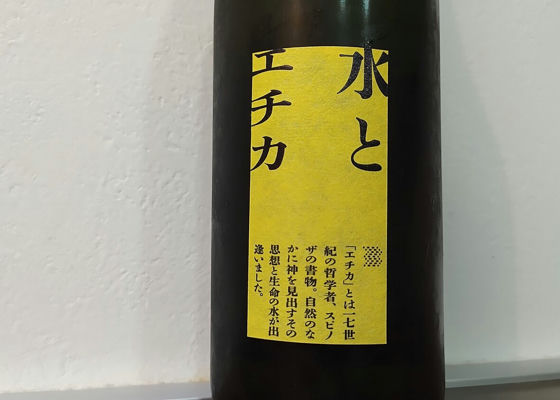 水と
エチカ
「エチカ」とは一七世
紀の哲学者、スピノ
ザの書物。自然のな
かに神を見出すその
思想と生命の水が出
逢いました。